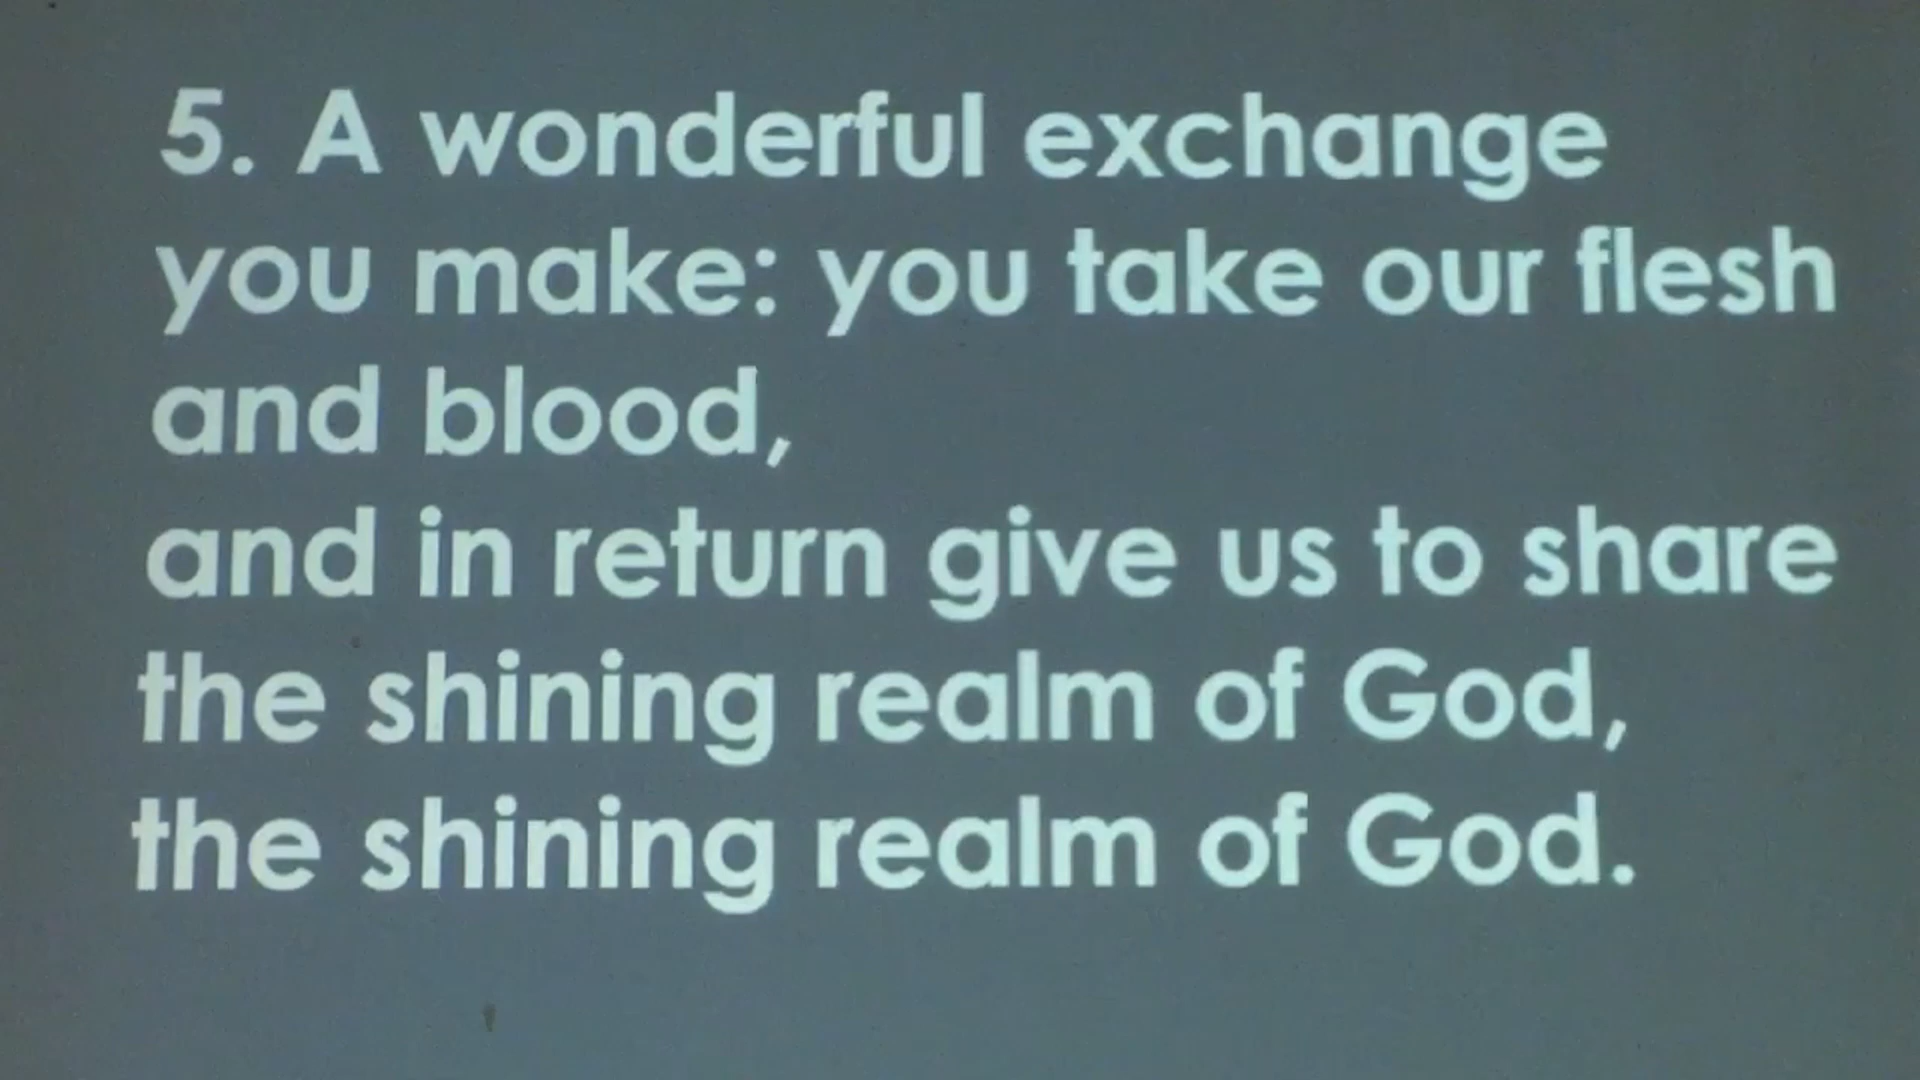 5. A wonderful exchange
you make: you take our flesh
and blood,
and in return give us to share
the shining realm of God,
the shining realm of God.